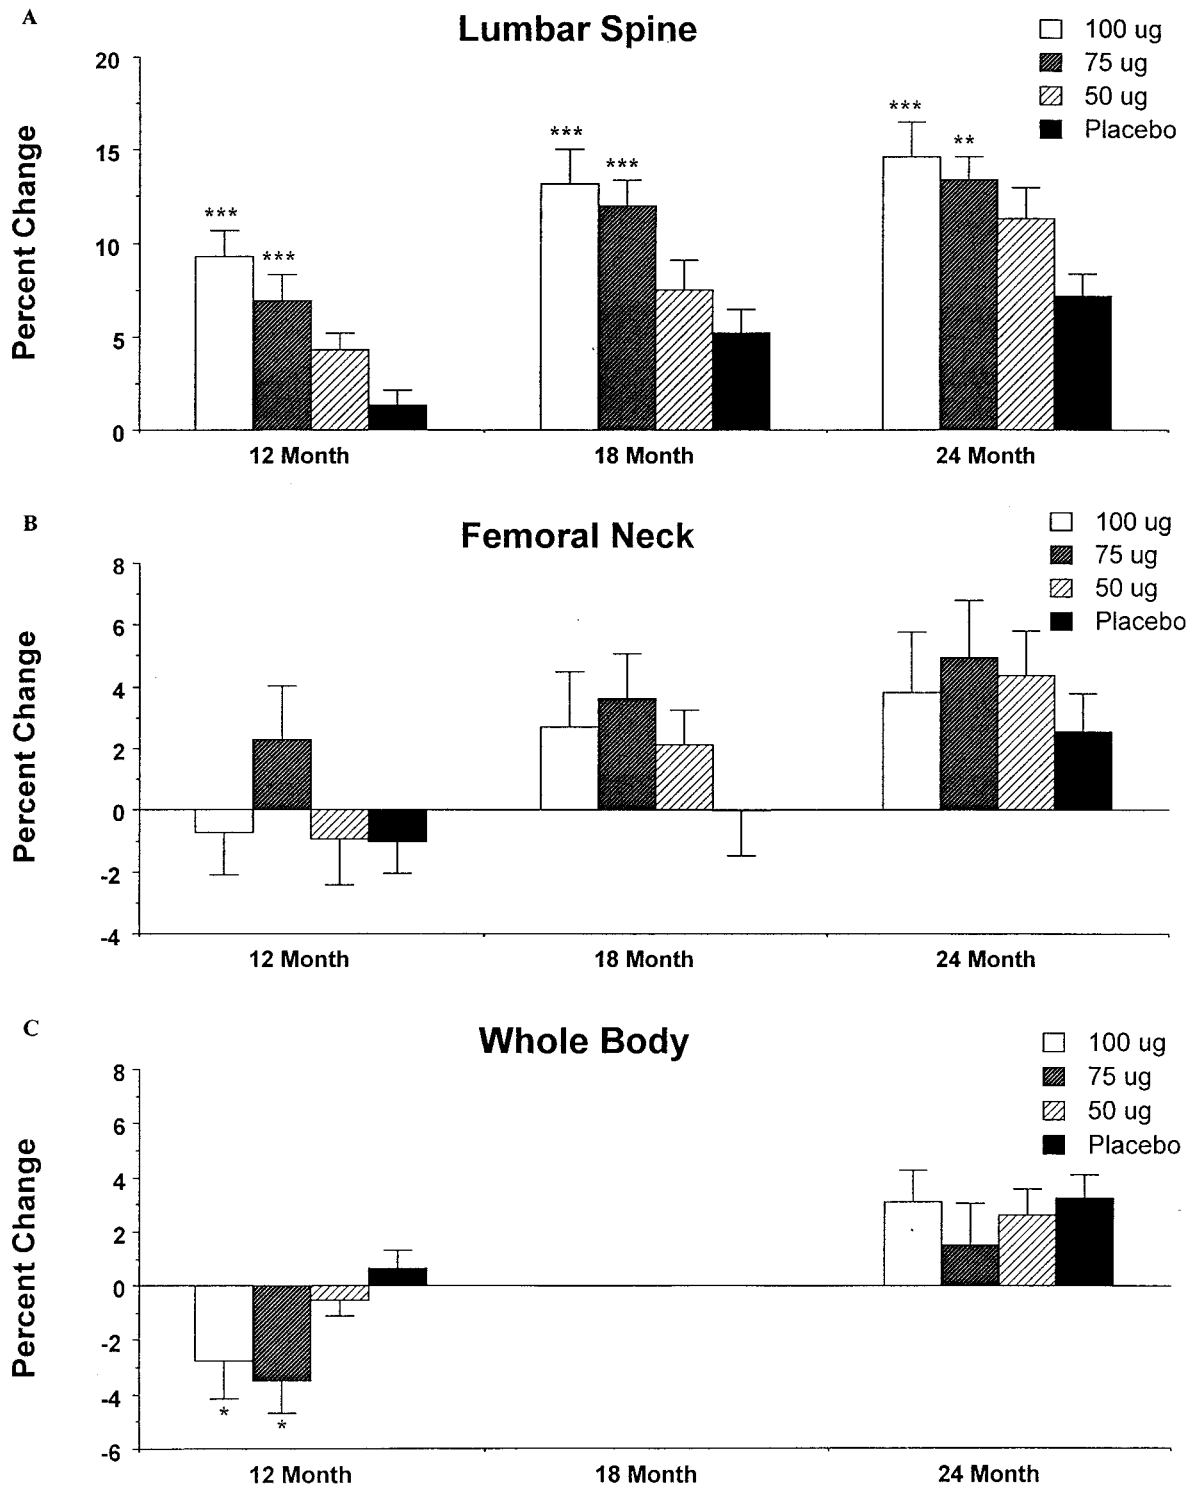 A
Lumbar Spine
100 ug
75 ug
50 ug
Placebo
Percent Change
20
15
10
5
0
***
***
***
***
***
**
12 Month
18 Month
24 Month
B
Femoral Neck
100 ug
75 ug
50 ug
Placebo
Percent Change
8
6
4
2
0
-2
-4
12 Month
18 Month
24 Month
C
Whole Body
100 ug
75 ug
50 ug
Placebo
Percent Change
8
6
4
2
0
-2
-4
-6
*
*
12 Month
18 Month
24 Month